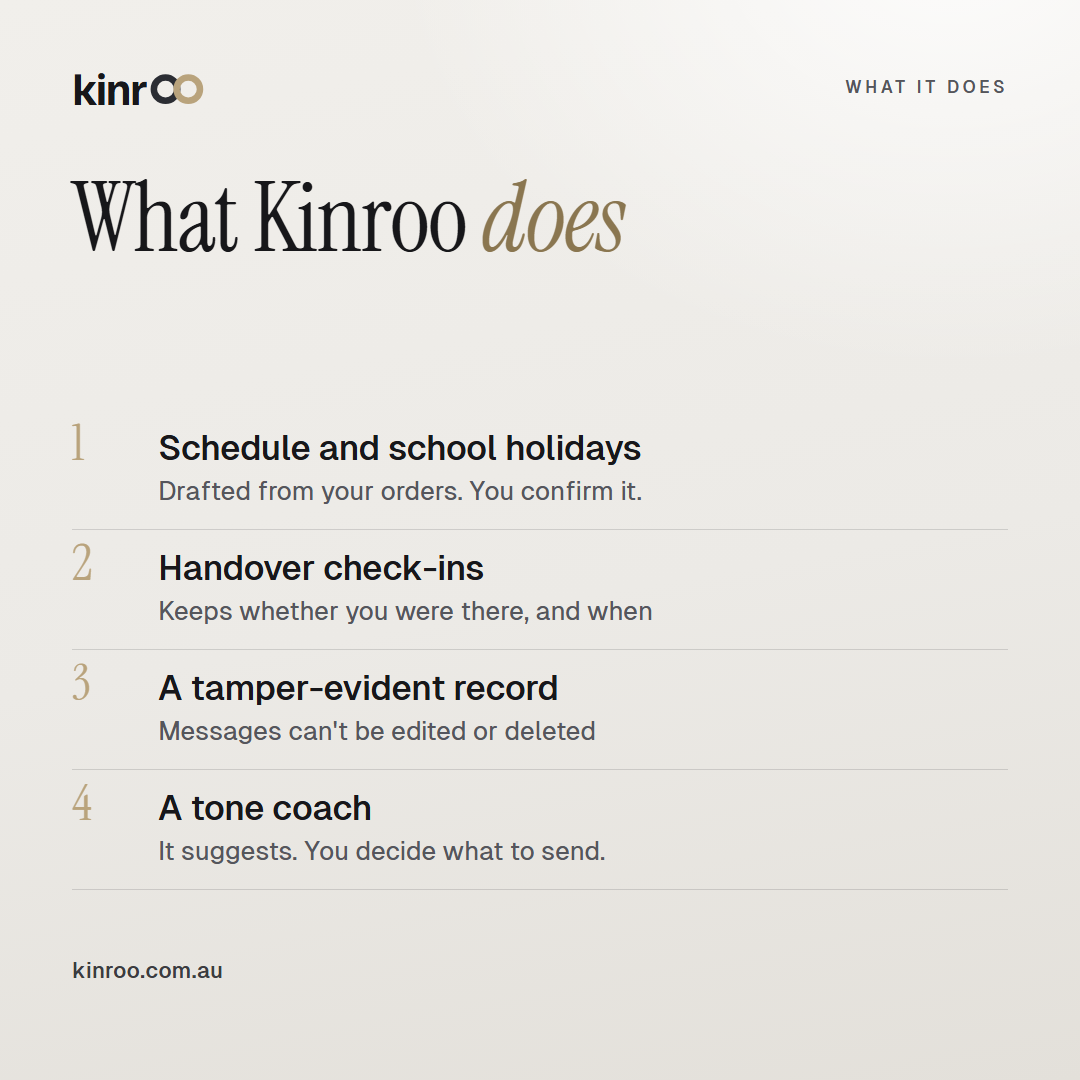 kinroo
WHAT IT DOES
What Kinroo does
1
Schedule and school holidays
Drafted from your orders. You confirm it.
2
Handover check-ins
Keeps whether you were there, and when
3
A tamper-evident record
Messages can't be edited or deleted
4
A tone coach
It suggests. You decide what to send.
kinroo.com.au